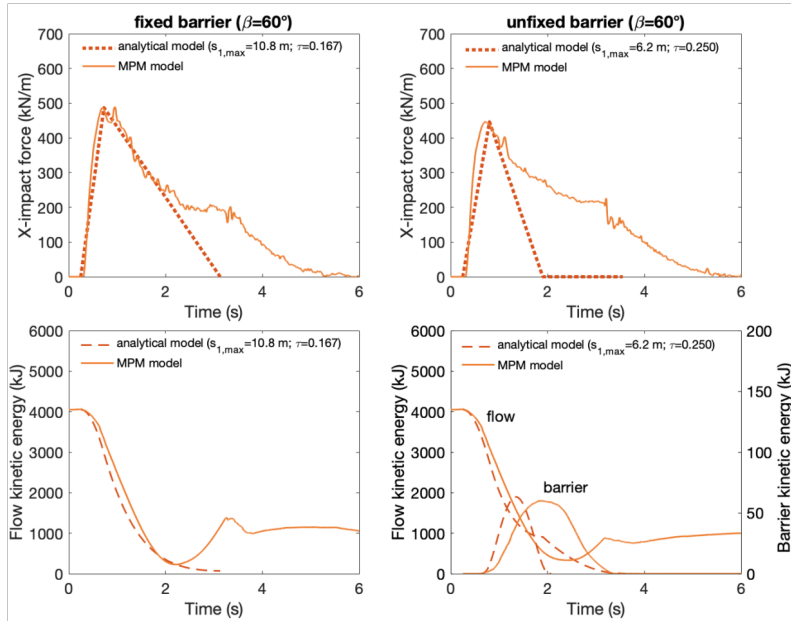 fixed barrier (β=60°)
700
600
500
400
300
200
100
0
X-impact force (kN/m)
analytical model (s1,max=10.8 m; τ=0.167)
MPM model
0 2 4 6
Time (s)
unfixed barrier (β=60°)
700
600
500
400
300
200
100
0
X-impact force (kN/m)
analytical model (s1,max=6.2 m; τ=0.250)
MPM model
0 2 4 6
Time (s)
6000
5000
4000
3000
2000
1000
0
Flow kinetic energy (kJ)
analytical model (s1,max=10.8 m; τ=0.167)
MPM model
0 2 4 6
Time (s)
6000
5000
4000
3000
2000
1000
0
Flow kinetic energy (kJ)
analytical model (s1,max=6.2 m; τ=0.250)
MPM model
flow
barrier
200
150
100
50
0
Barrier kinetic energy (kJ)
0 2 4 6
Time (s)